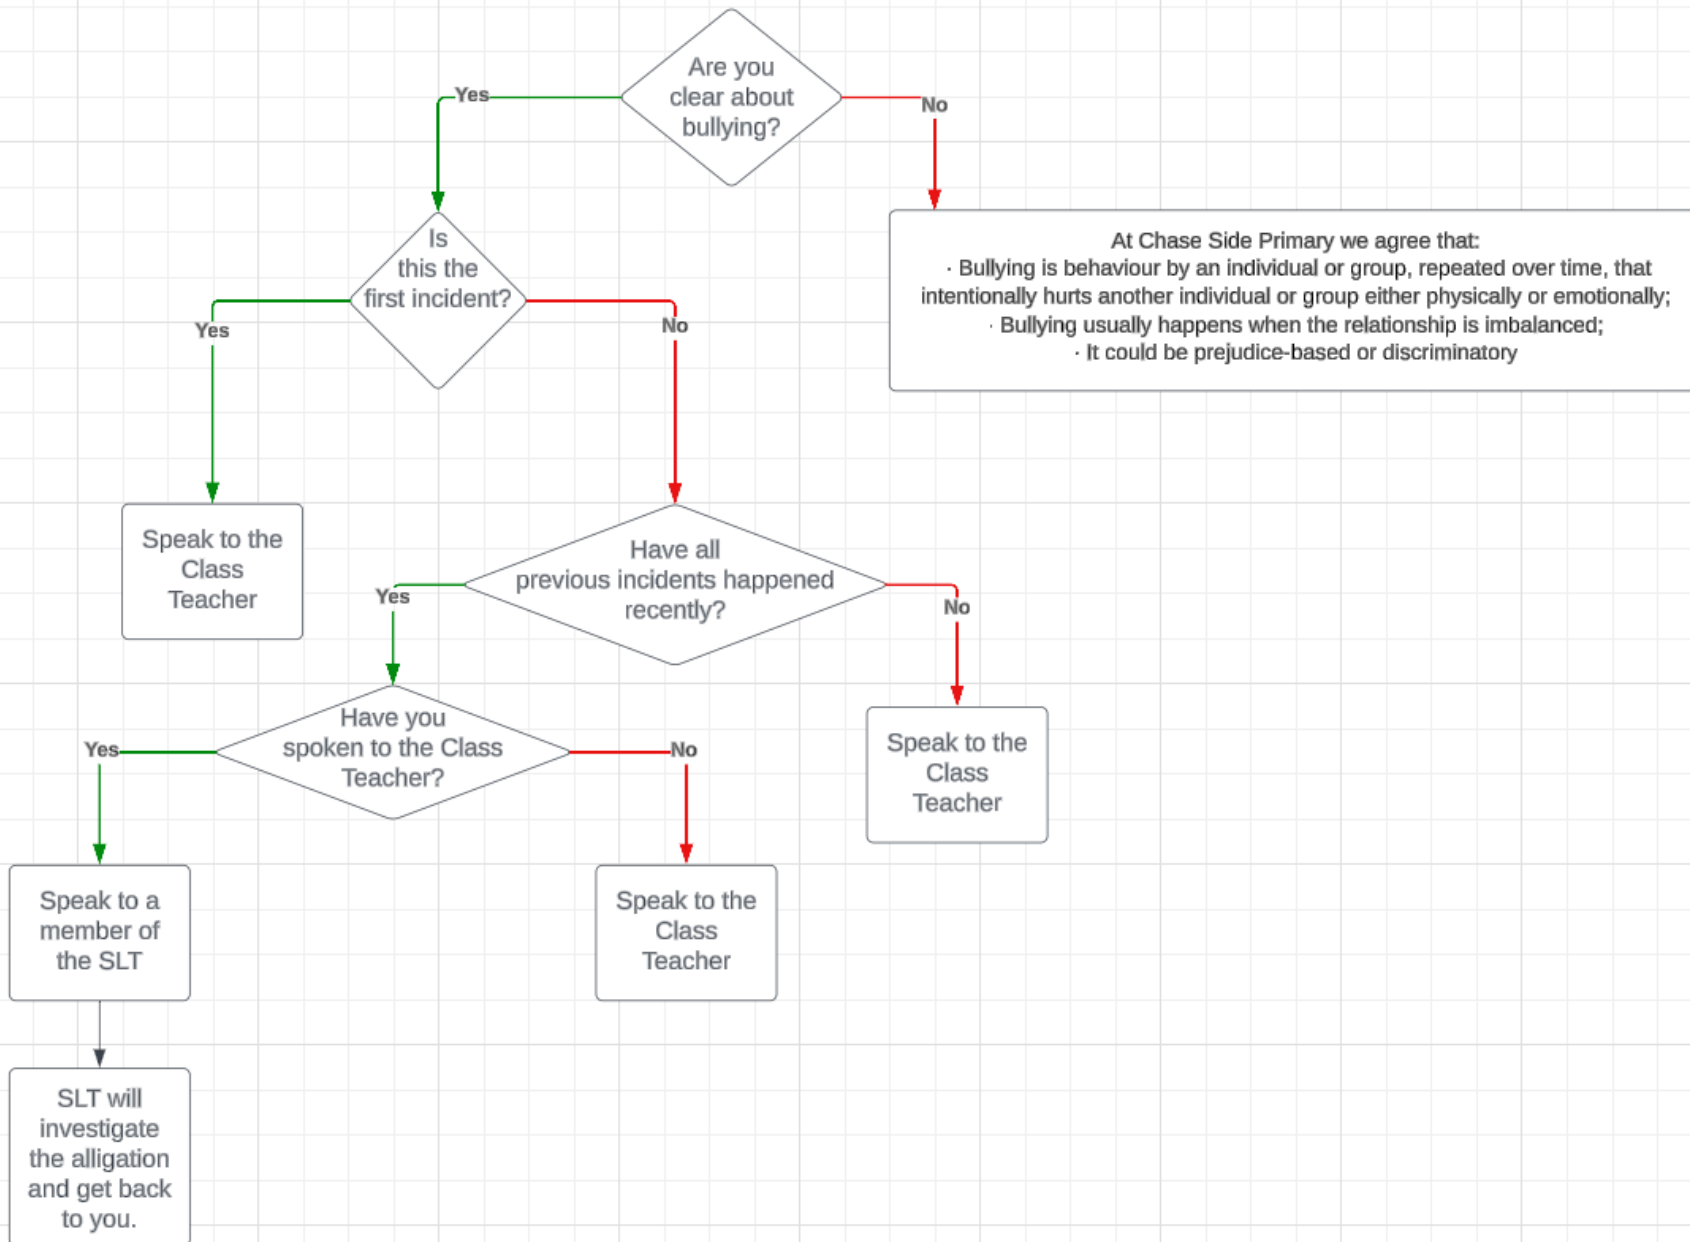 Are you
clear about
bullying?
Yes
No
Is
this the
first incident?
At Chase Side Primary we agree that:
· Bullying is behaviour by an individual or group, repeated over time, that
intentionally hurts another individual or group either physically or emotionally;
· Bullying usually happens when the relationship is imbalanced;
· It could be prejudice-based or discriminatory
Yes
No
Speak to the
Class
Teacher
Have all
previous incidents happened
recently?
Yes
No
Have you
spoken to the Class
Teacher?
Speak to the
Class
Teacher
Yes
No
Speak to a
member of
the SLT
Speak to the
Class
Teacher
SLT will
investigate
the alligation
and get back
to you.